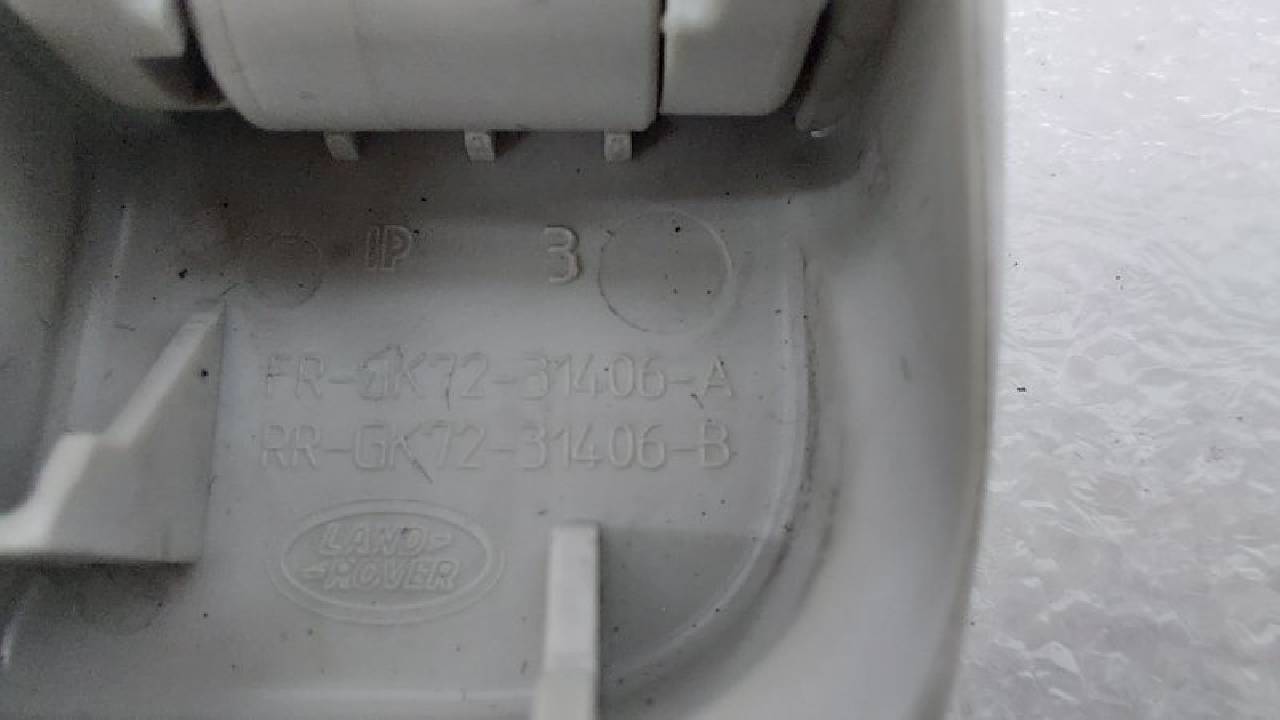 IP 3
FR-GK72-31406-A
RR-GK72-31406-B
LAND-
-ROVER